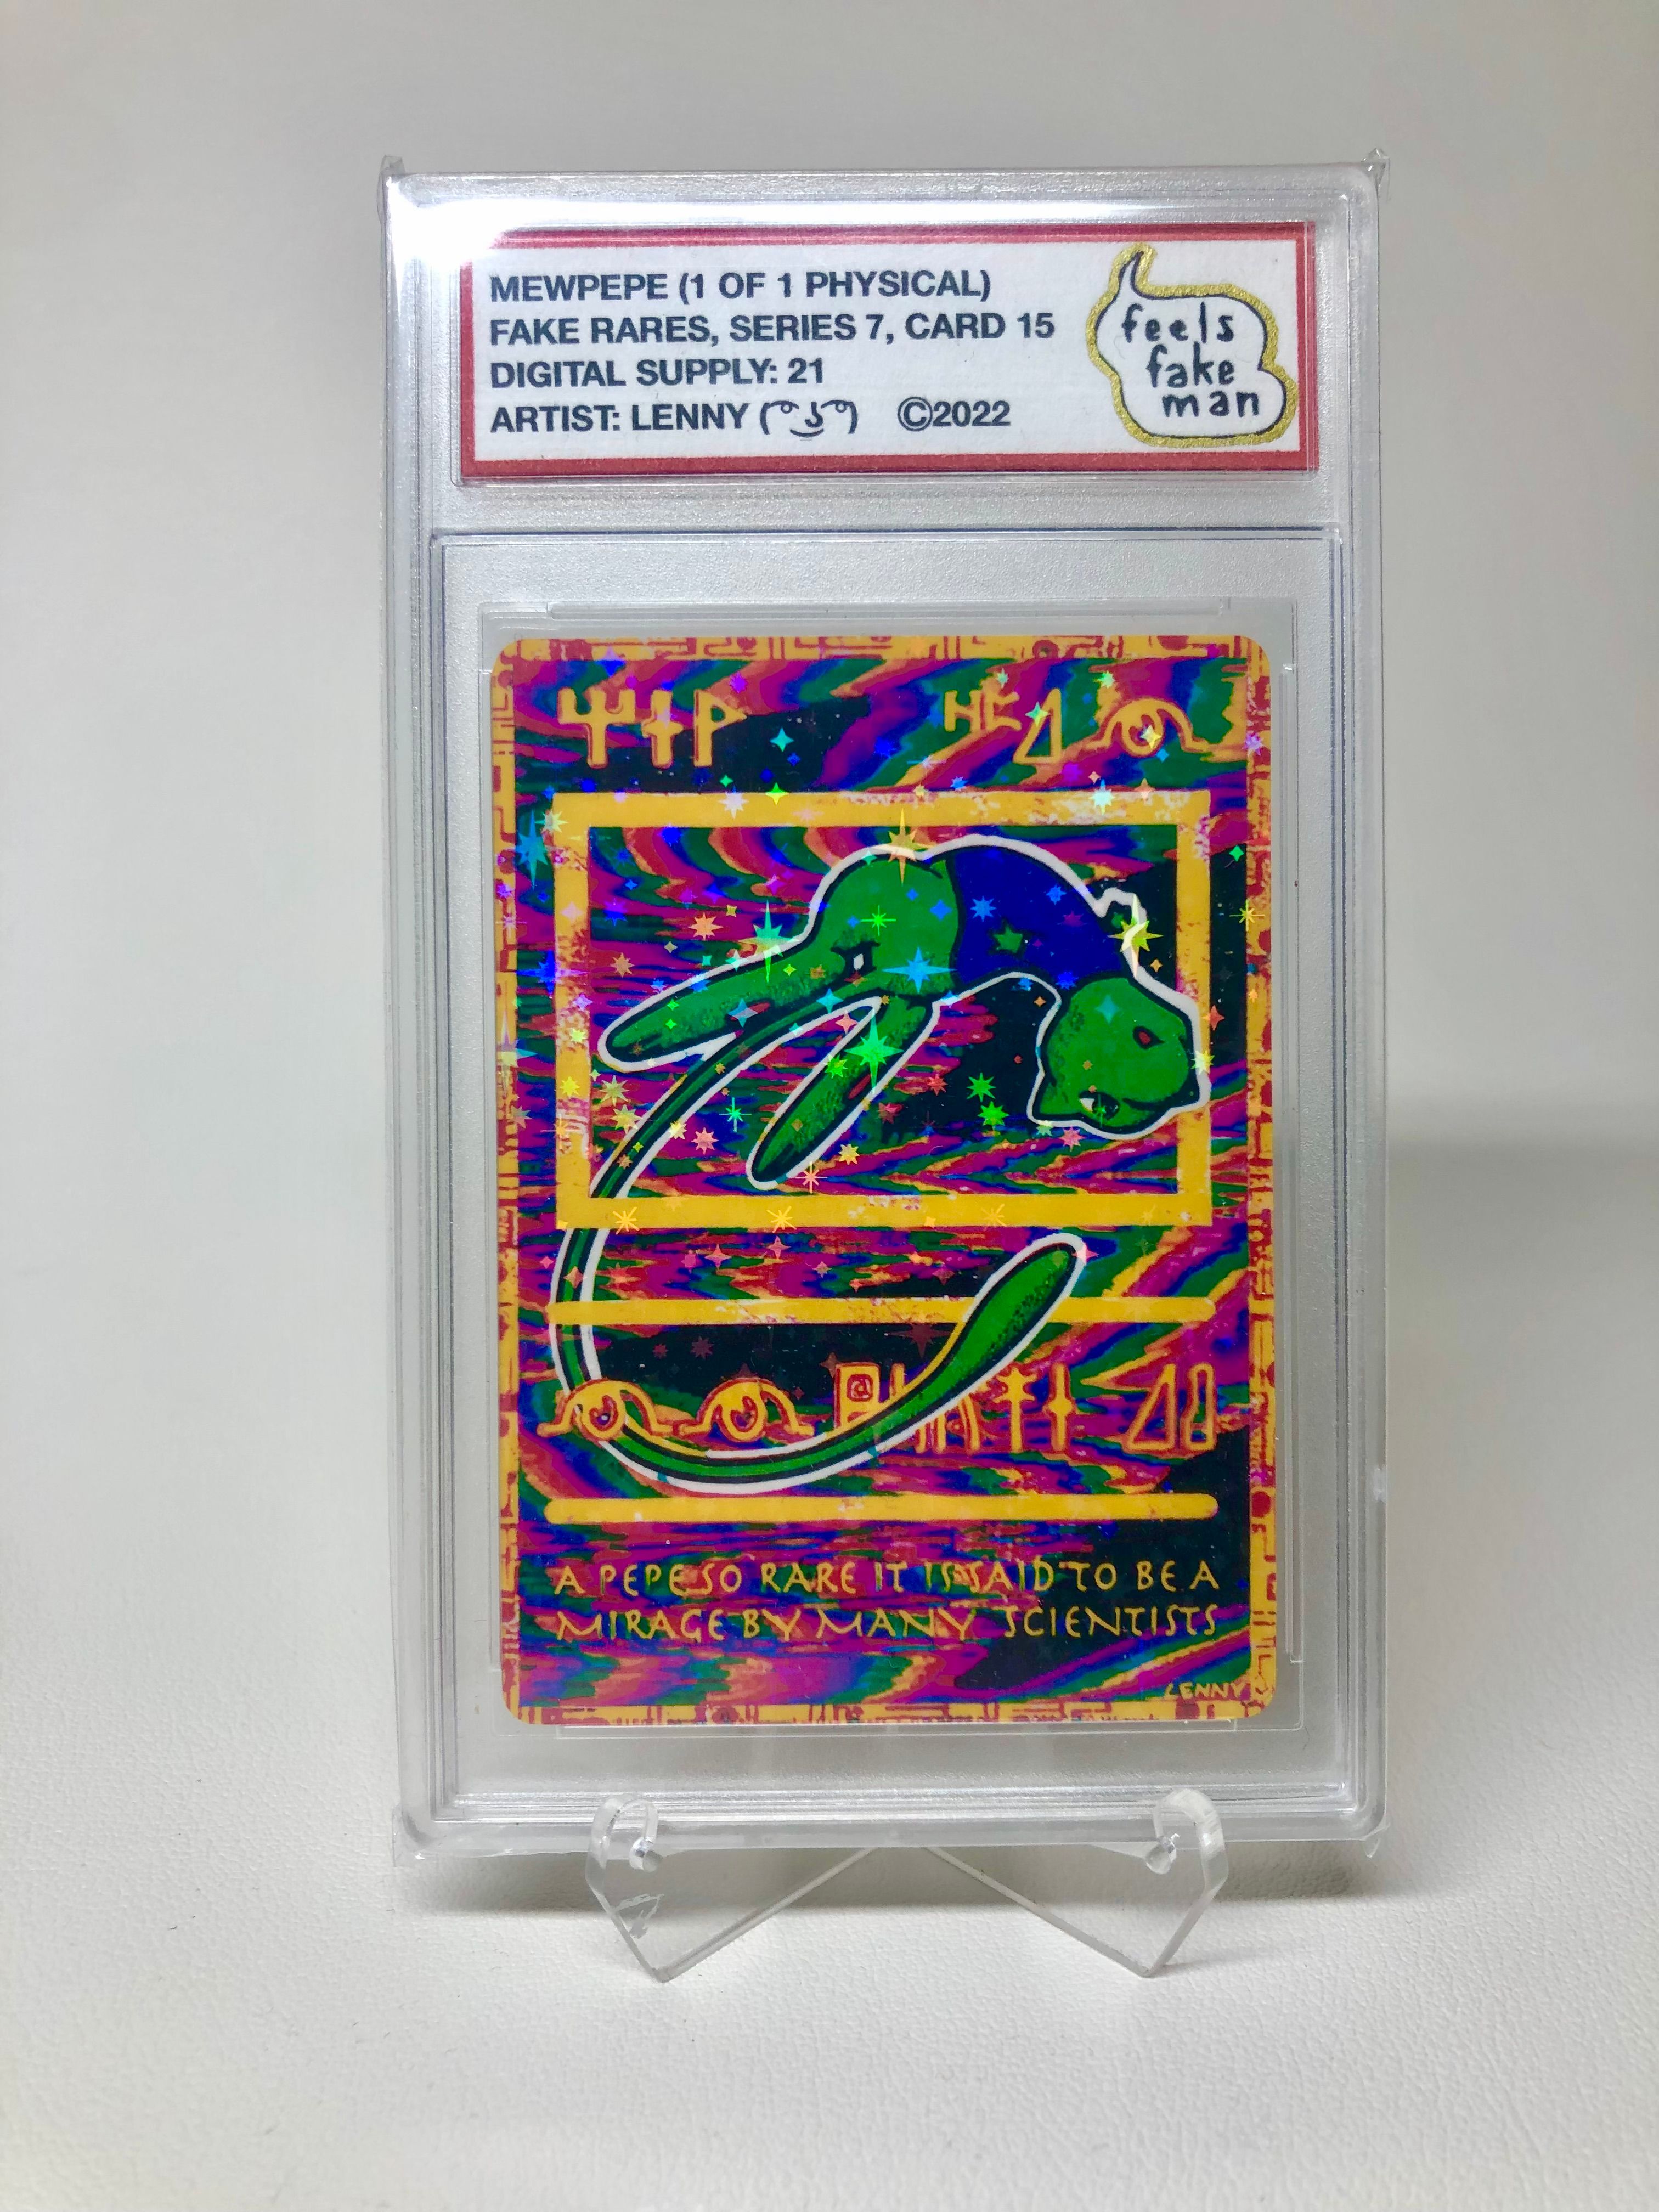 MEWPEPE (1 OF 1 PHYSICAL)
FAKE RARES, SERIES 7, CARD 15
DIGITAL SUPPLY: 21
ARTIST: LENNY ( ͡° ͜ʖ ͡°) ©2022
feels
fake
man
A PEPE SO RARE IT IS SAID TO BE A
MIRAGE BY MANY SCIENTISTS
LENNY